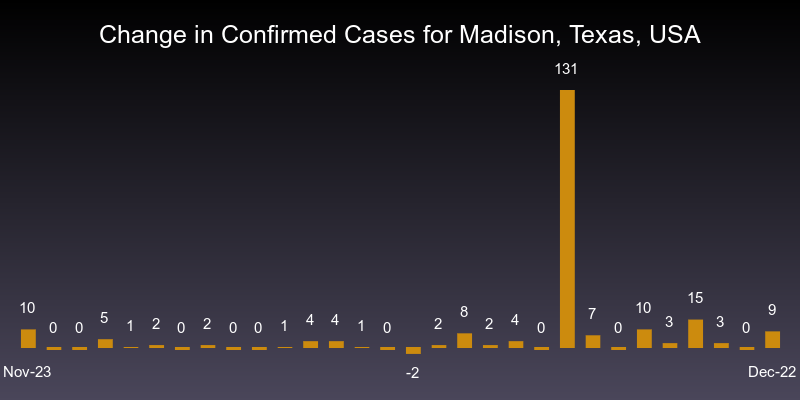 Change in Confirmed Cases for Madison, Texas, USA
131
10 0 0 5 1 2 0 2 0 0 1 4 4 1 0 2 8 2 4 0 7 0 10 3 15 3 0 9
Nov-23 -2 Dec-22